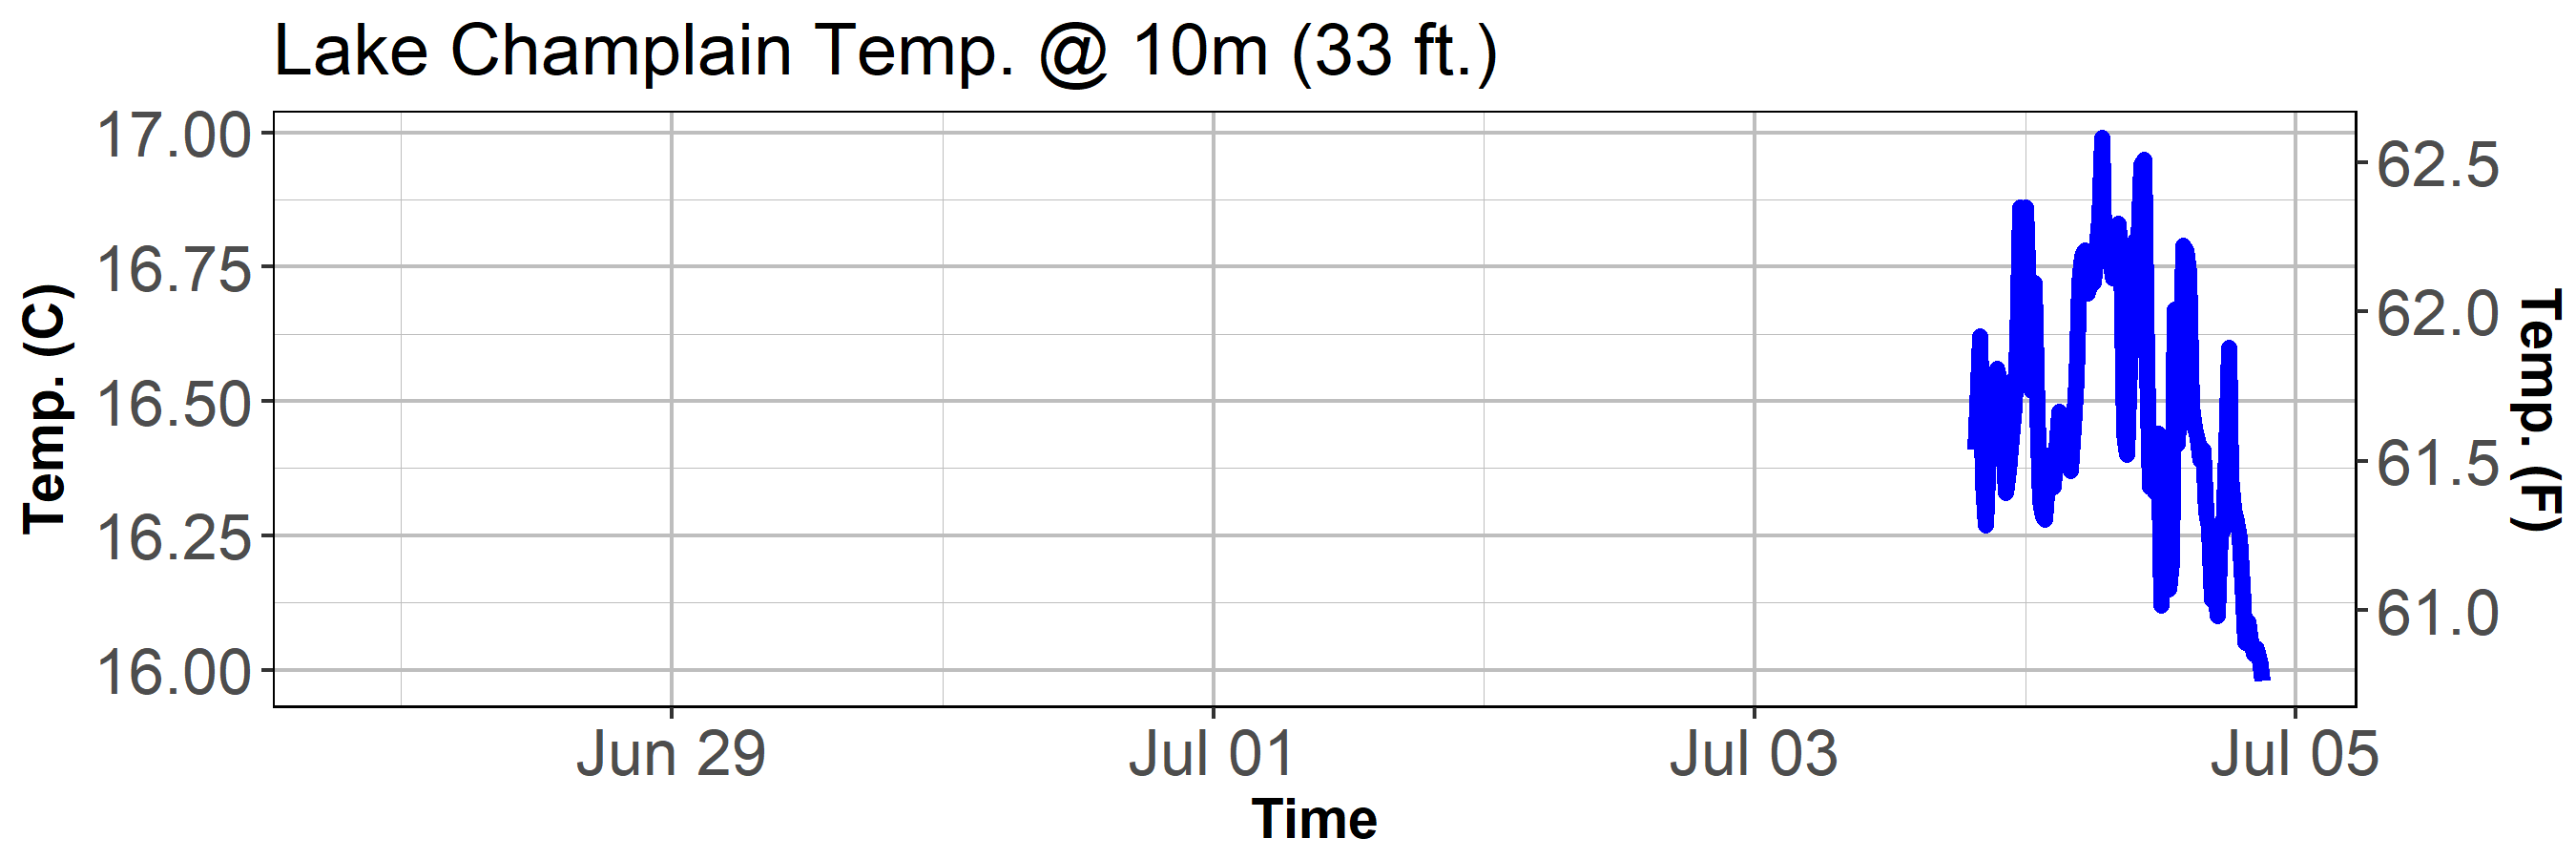 Lake Champlain Temp. @ 10m (33 ft.)
17.00
16.75
16.50
16.25
16.00
Temp. (C)
62.5
62.0
61.5
61.0
Temp. (F)
Jun 29 Jul 01 Jul 03 Jul 05
Time